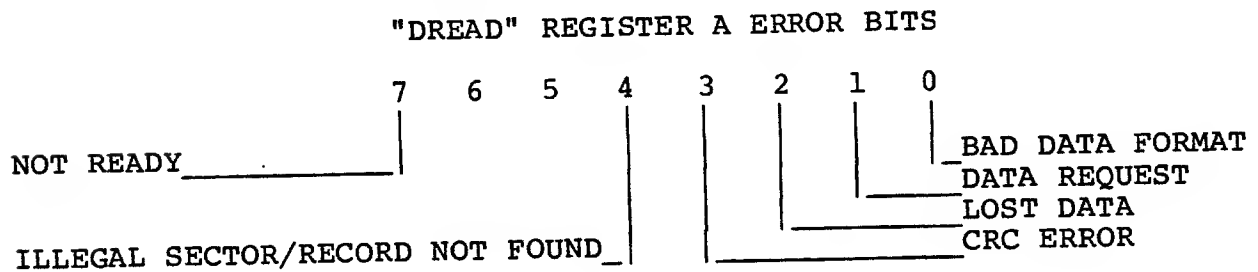 "DREAD" REGISTER A ERROR BITS
7 6 5 4 3 2 1 0
BAD DATA FORMAT
NOT READY
DATA REQUEST
LOST DATA
CRC ERROR
ILLEGAL SECTOR/RECORD NOT FOUND